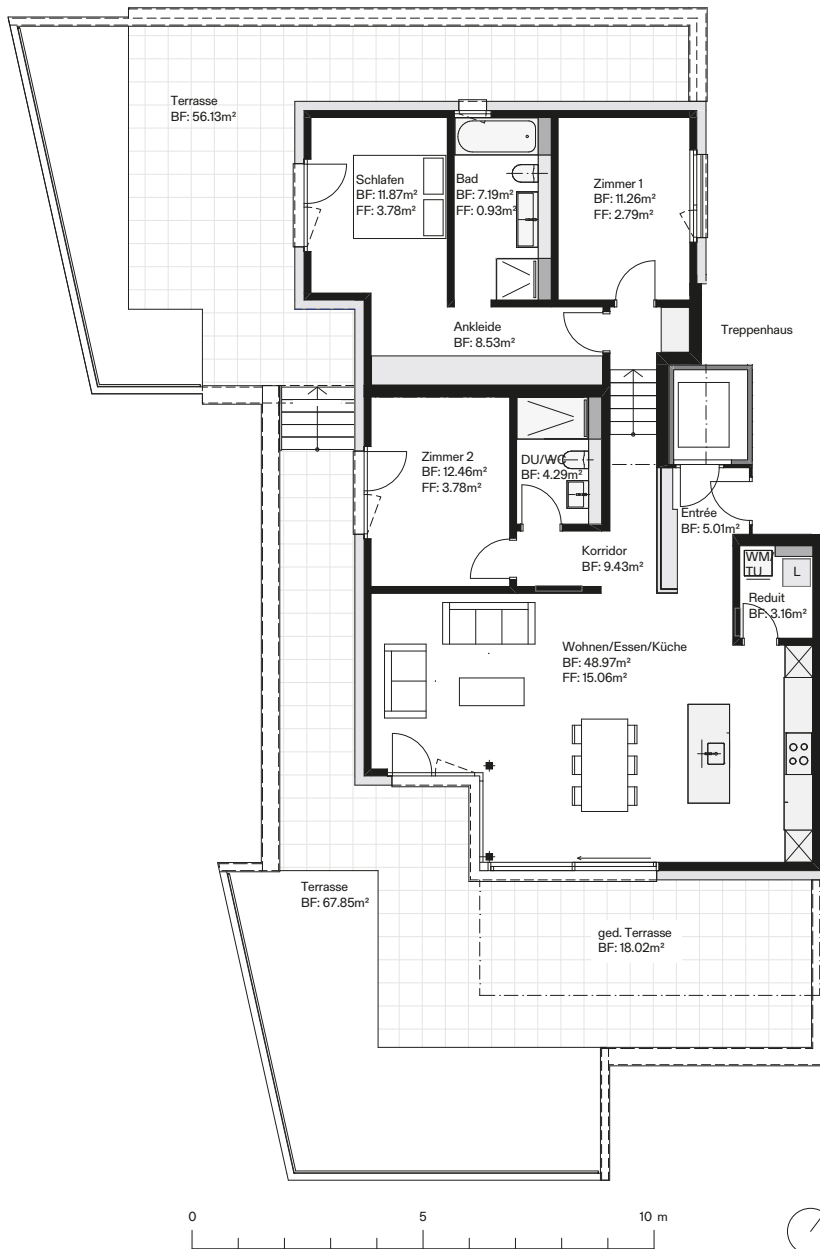 Terrasse
BF: 56.13m²
Schlafen
BF: 11.87m²
FF: 3.78m²
Bad
BF: 7.19m²
FF: 0.93m²
Zimmer 1
BF: 11.26m²
FF: 2.79m²
Ankleide
BF: 8.53m²
Treppenhaus
Zimmer 2
BF: 12.46m²
FF: 3.78m²
DU/WC
BF: 4.29m²
Entrée
BF: 5.01m²
Korridor
BF: 9.43m²
WM
TU
L
Reduit
BF: 3.16m²
Wohnen/Essen/Küche
BF: 48.97m²
FF: 15.06m²
Terrasse
BF: 67.85m²
ged. Terrasse
BF: 18.02m²
0 5 10 m